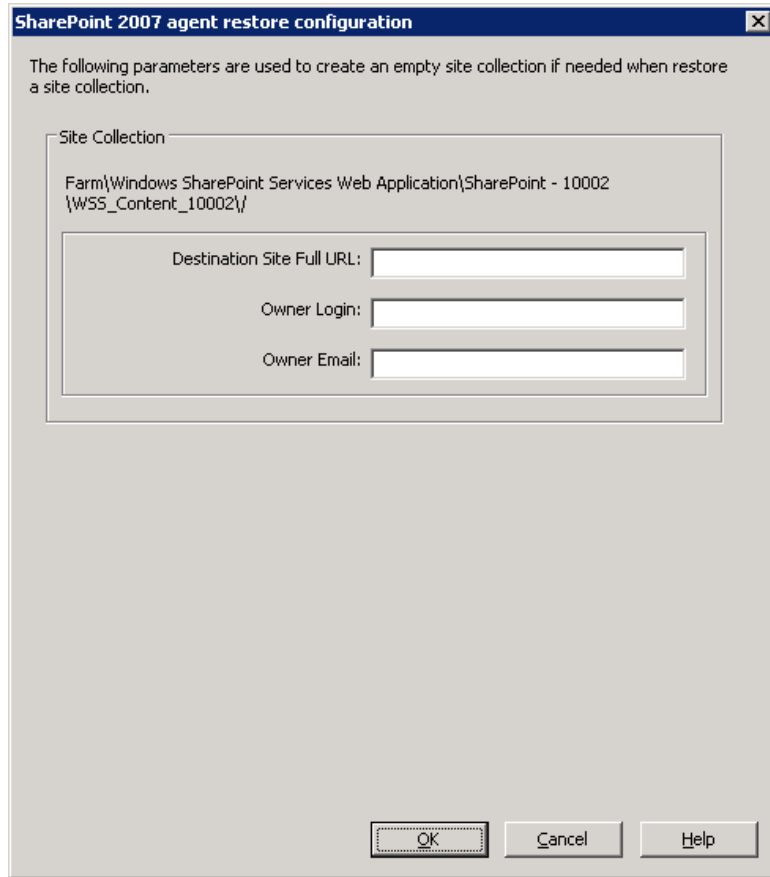 SharePoint 2007 agent restore configuration
The following parameters are used to create an empty site collection if needed when restore
a site collection.
Site Collection
Farm\Windows SharePoint Services Web Application\SharePoint - 10002
\WSS_Content_10002\/
Destination Site Full URL:
Owner Login:
Owner Email:
OK Cancel Help